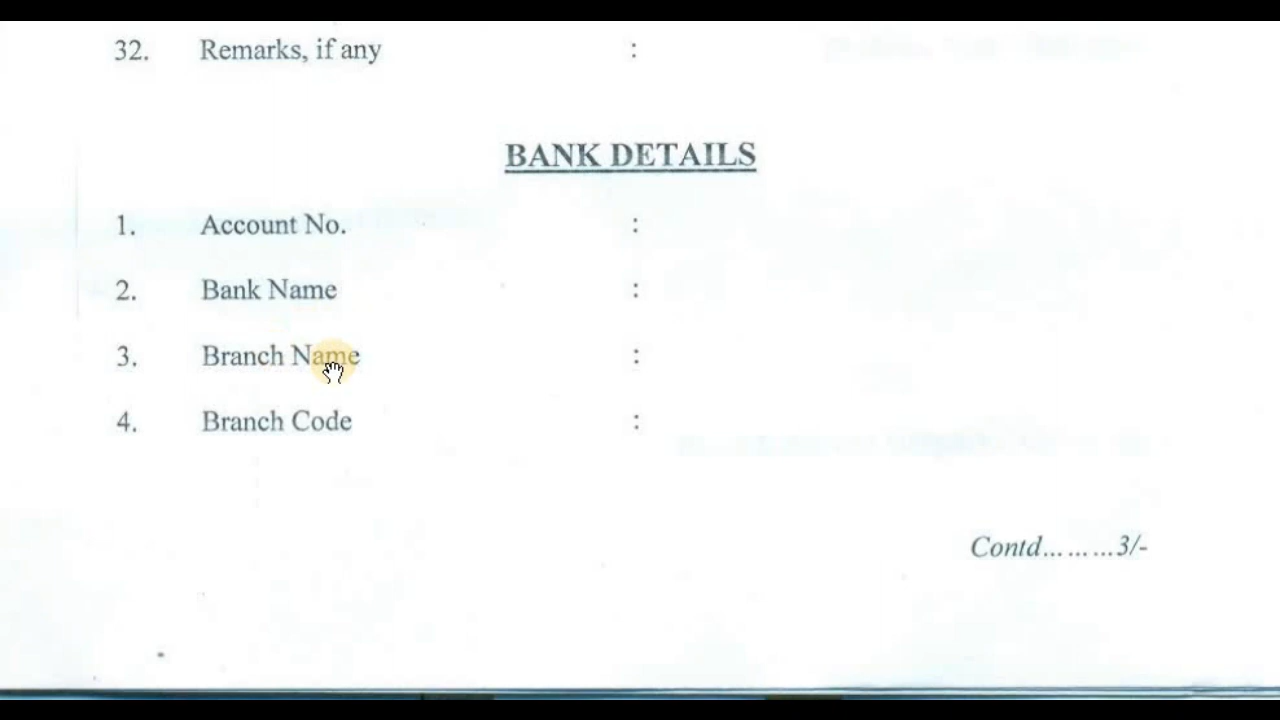 32. Remarks, if any :
BANK DETAILS
1. Account No. :
2. Bank Name :
3. Branch Name :
4. Branch Code :
Contd... ... ...3/-